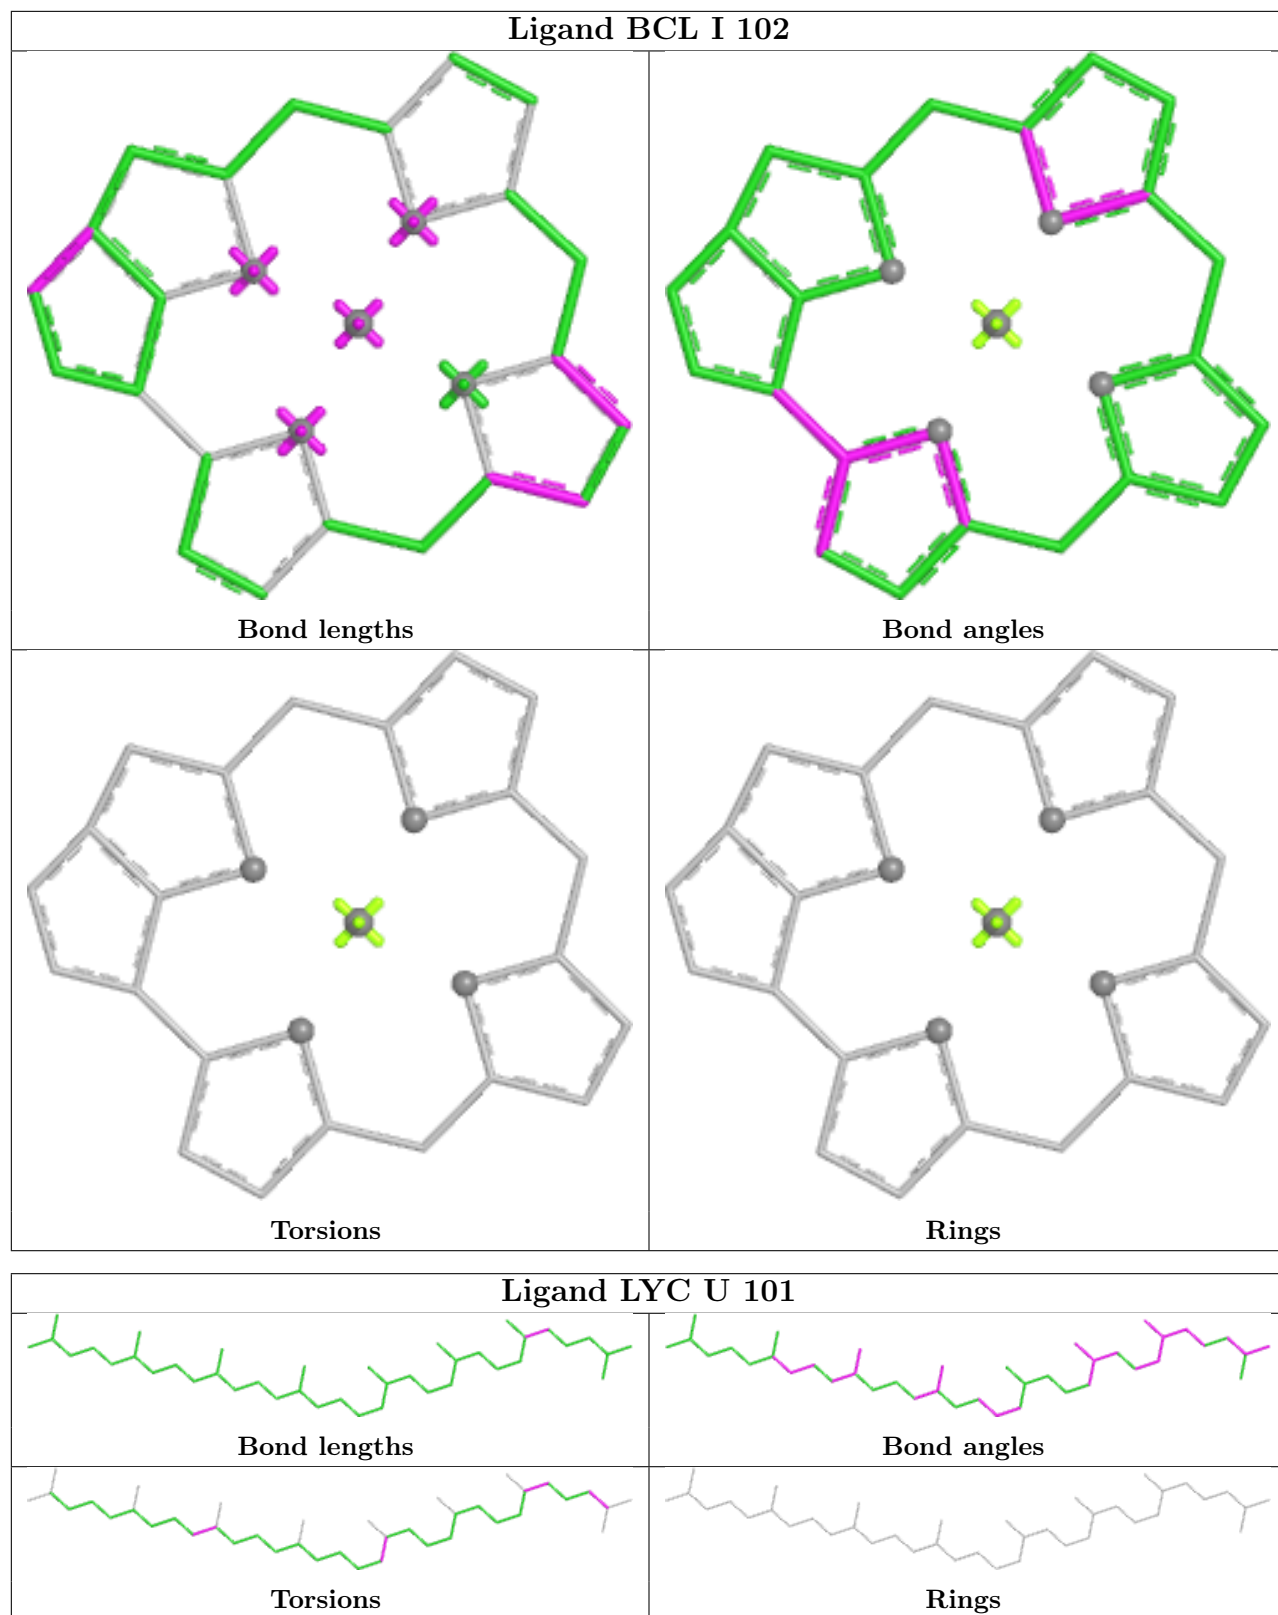 Ligand BCL I 102
Bond lengths
Bond angles
Torsions
Rings
Ligand LYC U 101
Bond lengths
Bond angles
Torsions
Rings